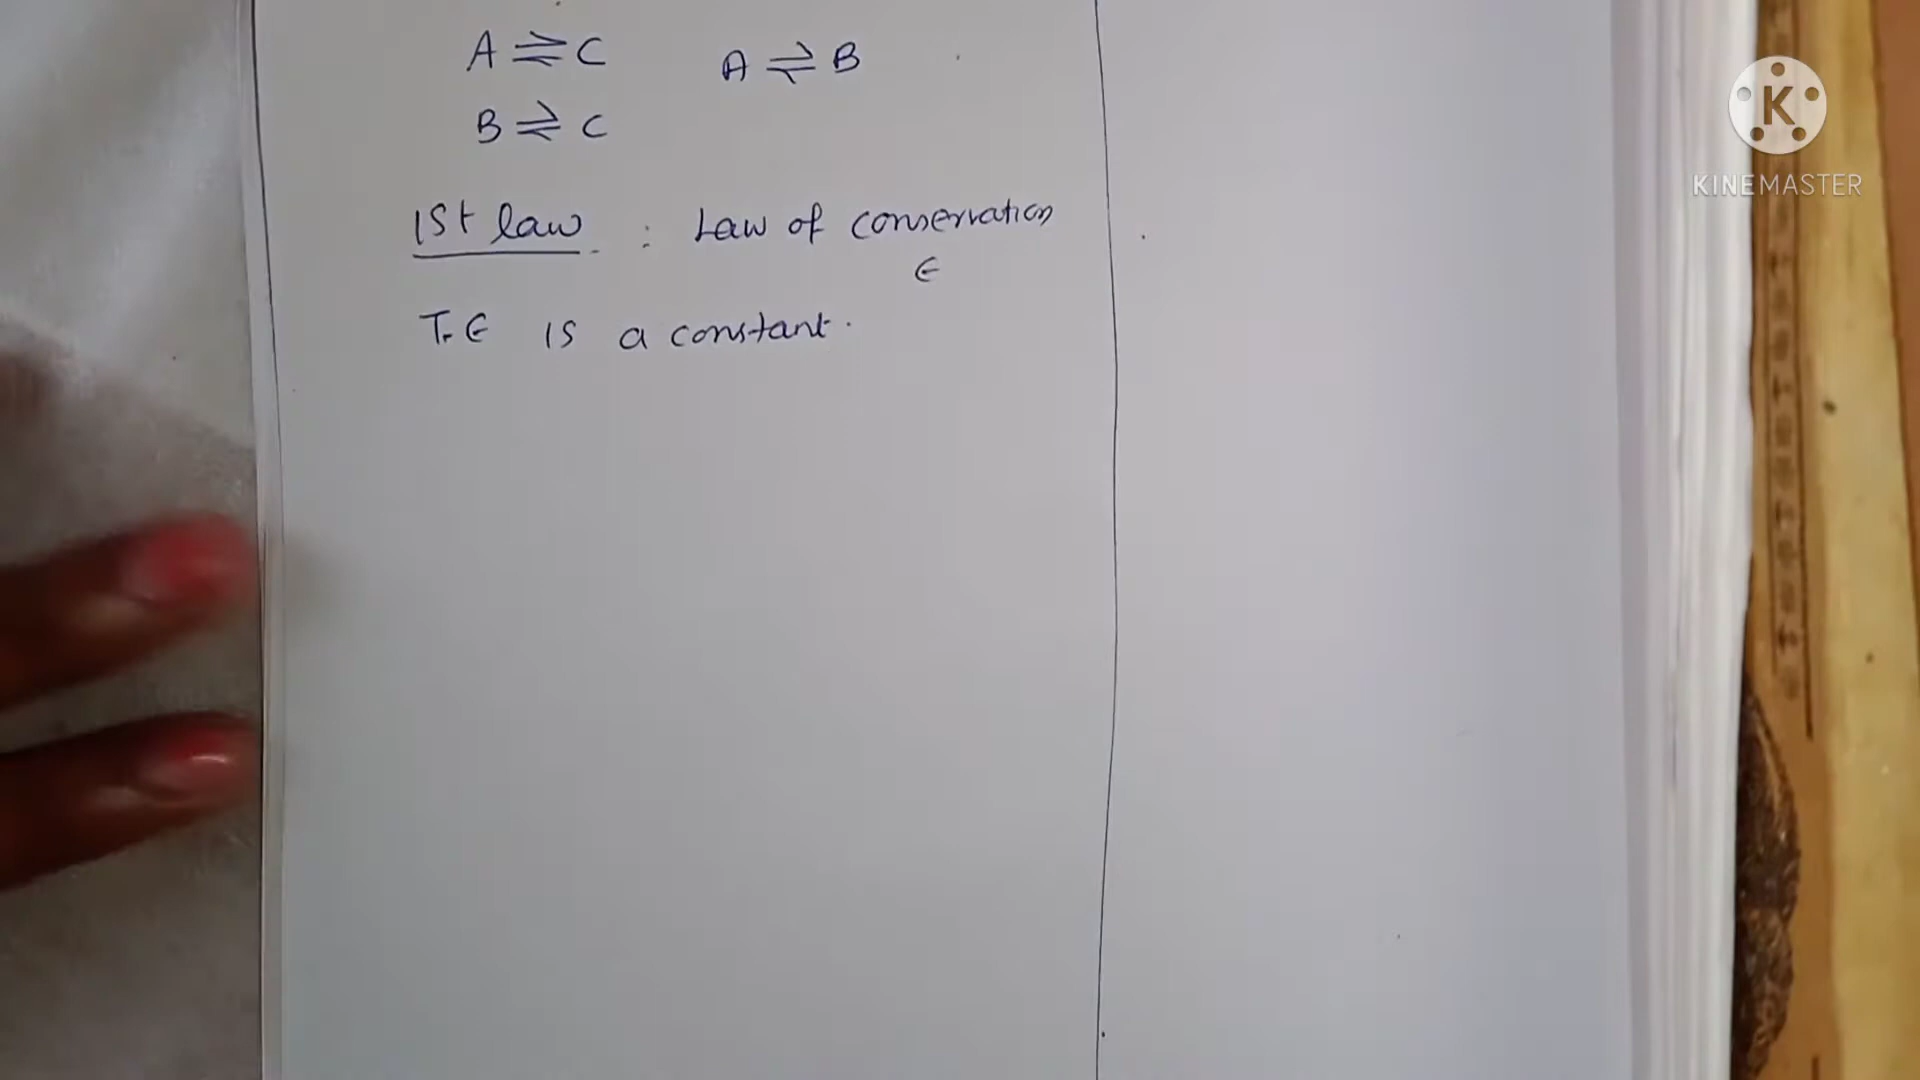 A ⇌ C A ⇌ B
B ⇌ C
1st law : Law of conservation
E
T.E is a constant.
K
KINEMASTER